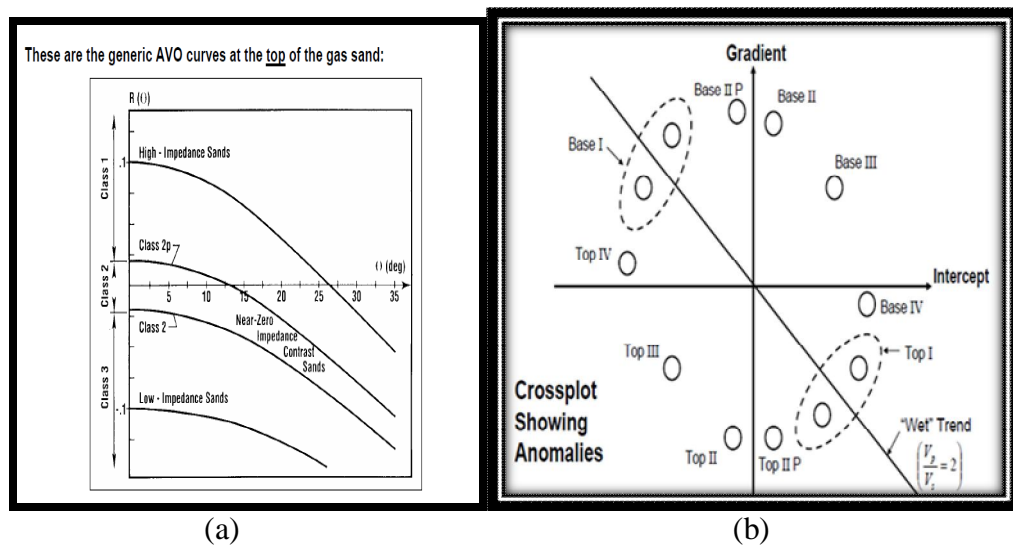 These are the generic AVO curves at the top of the gas sand:
R (θ)
Class 1
Class 2
Class 3
.1
High - Impedance Sands
Class 2p
θ (deg)
5 10 15 20 25 30 35
Class 2
Near-Zero
Impedance
Contrast
Sands
-.1
Low - Impedance Sands
(a)
Gradient
Base II P
Base II
Base I
Base III
Top IV
Intercept
Base IV
Top III
Top I
Crossplot
Showing
Anomalies
Top II
Top II P
"Wet" Trend
(Vp/Vs = 2)
(b)